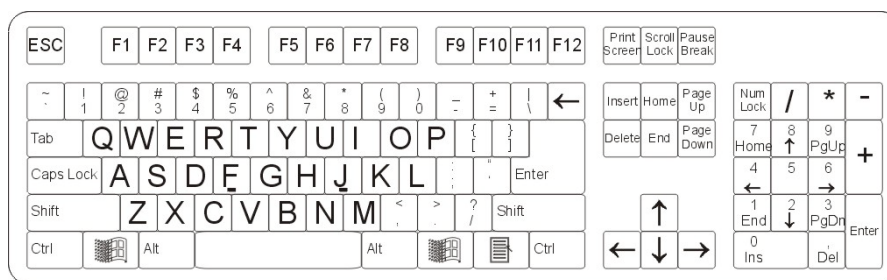 ESC F1 F2 F3 F4 F5 F6 F7 F8 F9 F10 F11 F12 Print Screen Scroll Lock Pause Break
~ ` ! 1 @ 2 # 3 $ 4 % 5 ^ 6 & 7 * 8 ( 9 ) 0 _ - + = | \ ← Insert Home Page Up Num Lock / * -
Tab Q W E R T Y U I O P { [ } ] Delete End Page Down 7 Home 8 ↑ 9 PgUp +
Caps Lock A S D F G H J K L : ; " ' Enter 4 ← 5 6 →
Shift Z X C V B N M < , > . ? / Shift ↑ 1 End 2 ↓ 3 PgDn Enter
Ctrl Alt Alt Ctrl ← ↓ → 0 Ins . Del